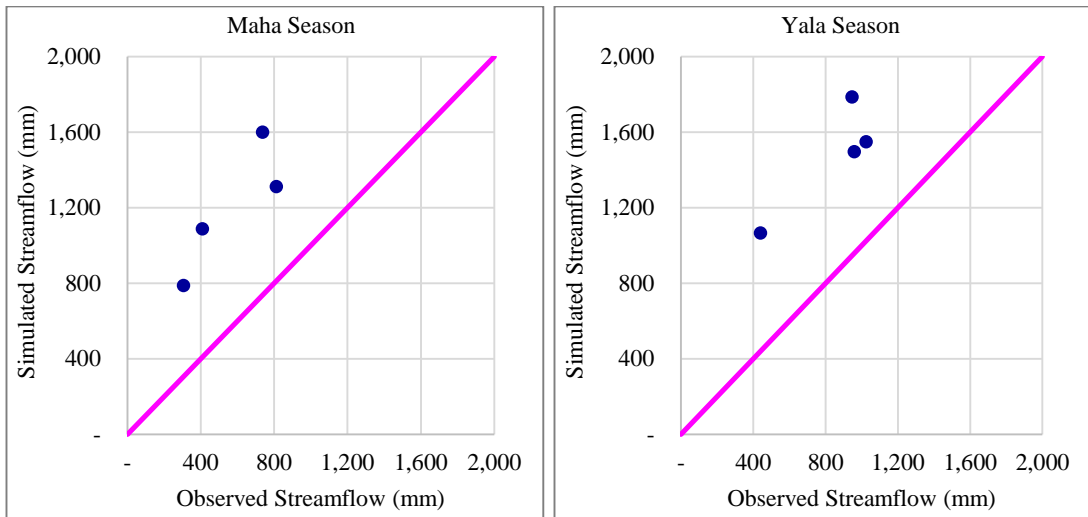 Maha Season
2,000
1,600
1,200
800
400
-
- 400 800 1,200 1,600 2,000
Simulated Streamflow (mm)
Observed Streamflow (mm)
Yala Season
2,000
1,600
1,200
800
400
-
- 400 800 1,200 1,600 2,000
Simulated Streamflow (mm)
Observed Streamflow (mm)